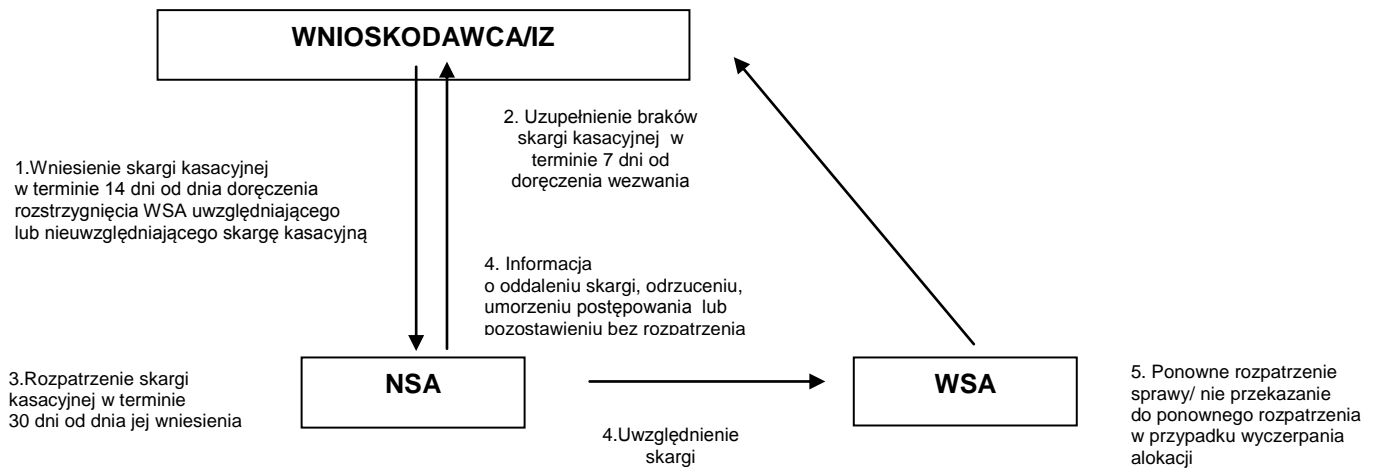 WNIOSKODAWCA/IZ
2. Uzupełnienie braków
skargi kasacyjnej w
terminie 7 dni od
doręczenia wezwania
1.Wniesienie skargi kasacyjnej
w terminie 14 dni od dnia doręczenia
rozstrzygnięcia WSA uwzględniającego
lub nieuwzględniającego skargę kasacyjną
4. Informacja
o oddaleniu skargi, odrzuceniu,
umorzeniu postępowania lub
pozostawieniu bez rozpatrzenia
3.Rozpatrzenie skargi
kasacyjnej w terminie
30 dni od dnia jej wniesienia
NSA
4.Uwzględnienie
skargi
WSA
5. Ponowne rozpatrzenie
sprawy/ nie przekazanie
do ponownego rozpatrzenia
w przypadku wyczerpania
alokacji